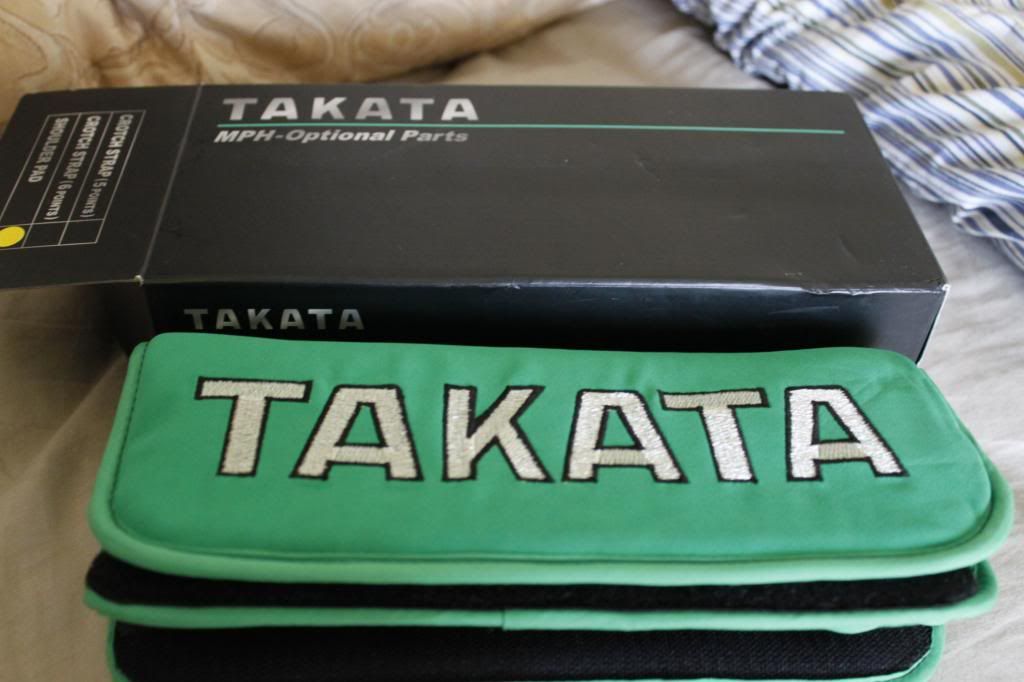 TAKATA
MPH-Optional Parts
CROTCH STRAP (5 POINTS)
CROTCH STRAP (6 POINTS)
SHOULDER PAD
TAKATA
TAKATA